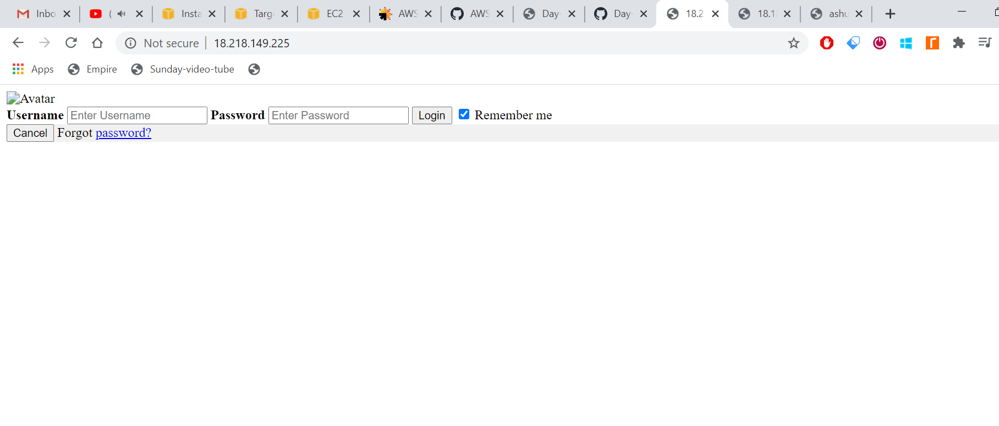 Inbo ( Insta Targ EC2 AWS AWS Day- Day- 18.2 18.1 ashu
Not secure 18.218.149.225
Apps Empire Sunday-video-tube
Avatar
Username Enter Username Password Enter Password Login Remember me
Cancel Forgot password?